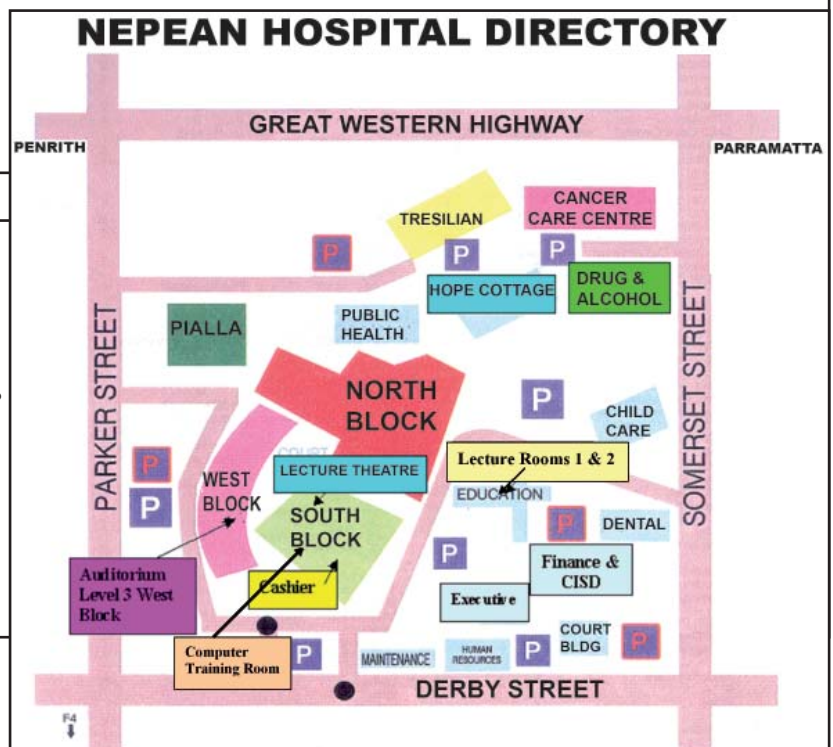 NEPEAN HOSPITAL DIRECTORY
GREAT WESTERN HIGHWAY
PENRITH
PARRAMATTA
TRESILIAN
CANCER
CARE CENTRE
P
P
P
HOPE COTTAGE
DRUG &
ALCOHOL
PIALLA
PUBLIC
HEALTH
PARKER STREET
SOMERSET STREET
NORTH
BLOCK
P
CHILD
CARE
COURT
LECTURE THEATRE
Lecture Rooms 1 & 2
P
P
WEST
BLOCK
EDUCATION
SOUTH
BLOCK
P
DENTAL
P
Auditorium
Level 3 West
Block
Cashier
Finance &
CISD
Executive
Computer
Training Room
P
MAINTENANCE
HUMAN
RESOURCES
P
COURT
BLDG
P
DERBY STREET
F4